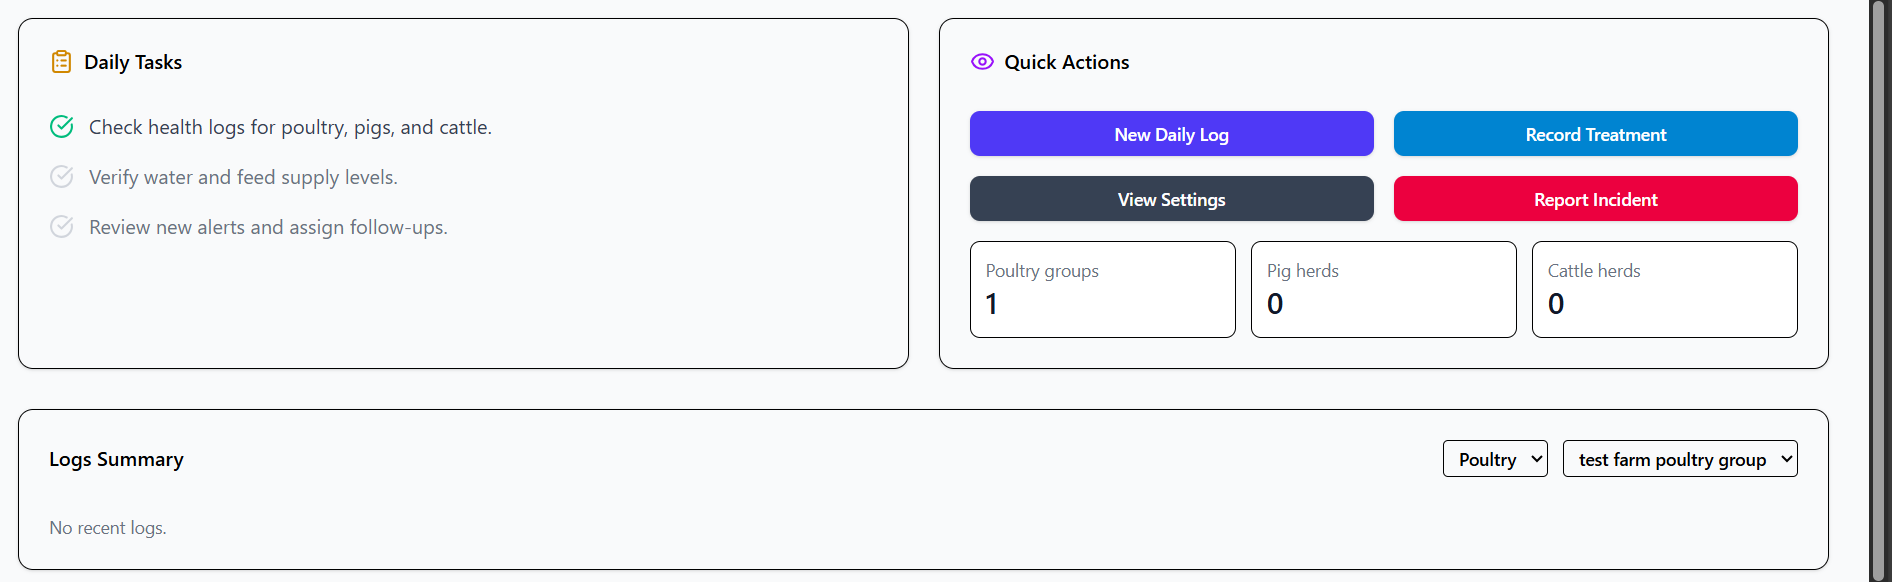 Daily Tasks
Check health logs for poultry, pigs, and cattle.
Verify water and feed supply levels.
Review new alerts and assign follow-ups.
Quick Actions
New Daily Log
Record Treatment
View Settings
Report Incident
Poultry groups
1
Pig herds
0
Cattle herds
0
Logs Summary
Poultry
test farm poultry group
No recent logs.